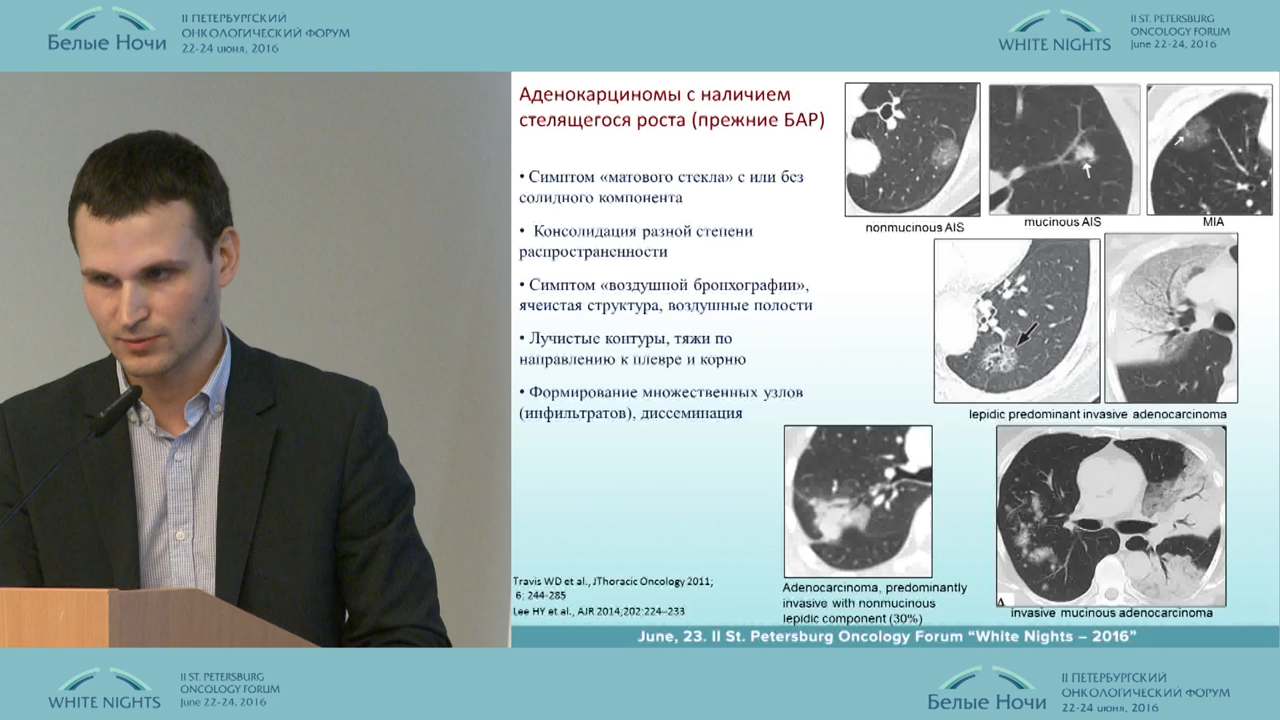 Белые Ночи
II ПЕТЕРБУРГСКИЙ
ОНКОЛОГИЧЕСКИЙ ФОРУМ
22-24 июня, 2016
WHITE NIGHTS
II ST. PETERSBURG
ONCOLOGY FORUM
June 22-24, 2016
Аденокарциномы с наличием
стелящегося роста (прежние БАР)
• Симптом «матового стекла» с или без
солидного компонента
• Консолидация разной степени
распространенности
• Симптом «воздушной бронхографии»,
ячеистая структура, воздушные полости
• Лучистые контуры, тяжи по
направлению к плевре и корню
• Формирование множественных узлов
(инфильтратов), диссеминация
nonmucinous AIS
mucinous AIS
MIA
lepidic predominant invasive adenocarcinoma
Adenocarcinoma, predominantly
invasive with nonmucinous
lepidic component (30%)
A
invasive mucinous adenocarcinoma
Travis WD et al., JThoracic Oncology 2011;
6: 244-285
Lee HY et al., AJR 2014;202:224–233
June, 23. II St. Petersburg Oncology Forum “White Nights – 2016”
WHITE NIGHTS
II ST. PETERSBURG
ONCOLOGY FORUM
June 22-24, 2016
Белые Ночи
II ПЕТЕРБУРГСКИЙ
ОНКОЛОГИЧЕСКИЙ ФОРУМ
22-24 июня, 2016